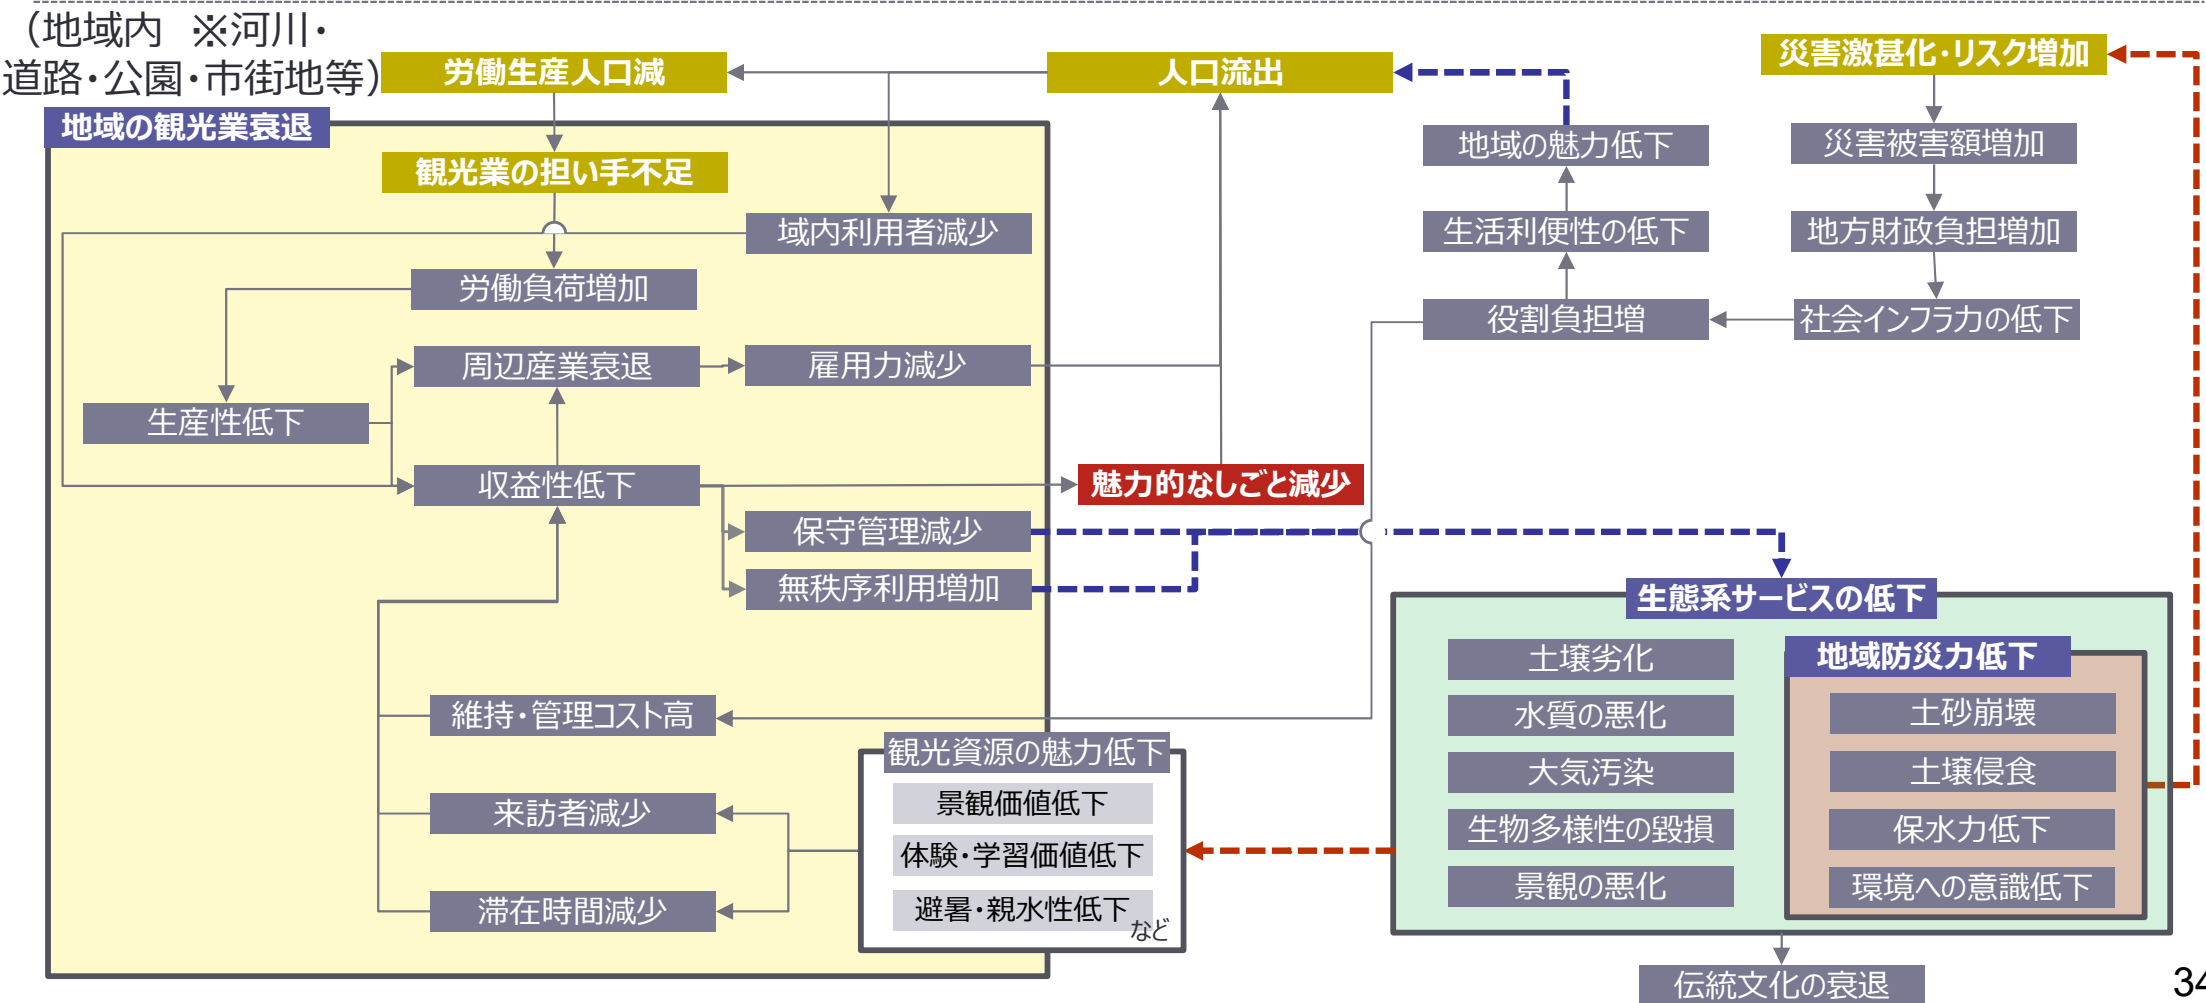 （地域内　※河川・
道路・公園・市街地等）
労働生産人口減
人口流出
災害激甚化・リスク増加
地域の観光業衰退
地域の魅力低下
災害被害額増加
観光業の担い手不足
域内利用者減少
生活利便性の低下
地方財政負担増加
労働負荷増加
役割負担増
社会インフラ力の低下
周辺産業衰退
雇用力減少
生産性低下
収益性低下
魅力的なしごと減少
保守管理減少
無秩序利用増加
生態系サービスの低下
土壌劣化
地域防災力低下
維持・管理コスト高
水質の悪化
土砂崩壊
観光資源の魅力低下
大気汚染
土壌侵食
景観価値低下
来訪者減少
生物多様性の毀損
保水力低下
体験・学習価値低下
景観の悪化
環境への意識低下
滞在時間減少
避暑・親水性低下
など
伝統文化の衰退
34